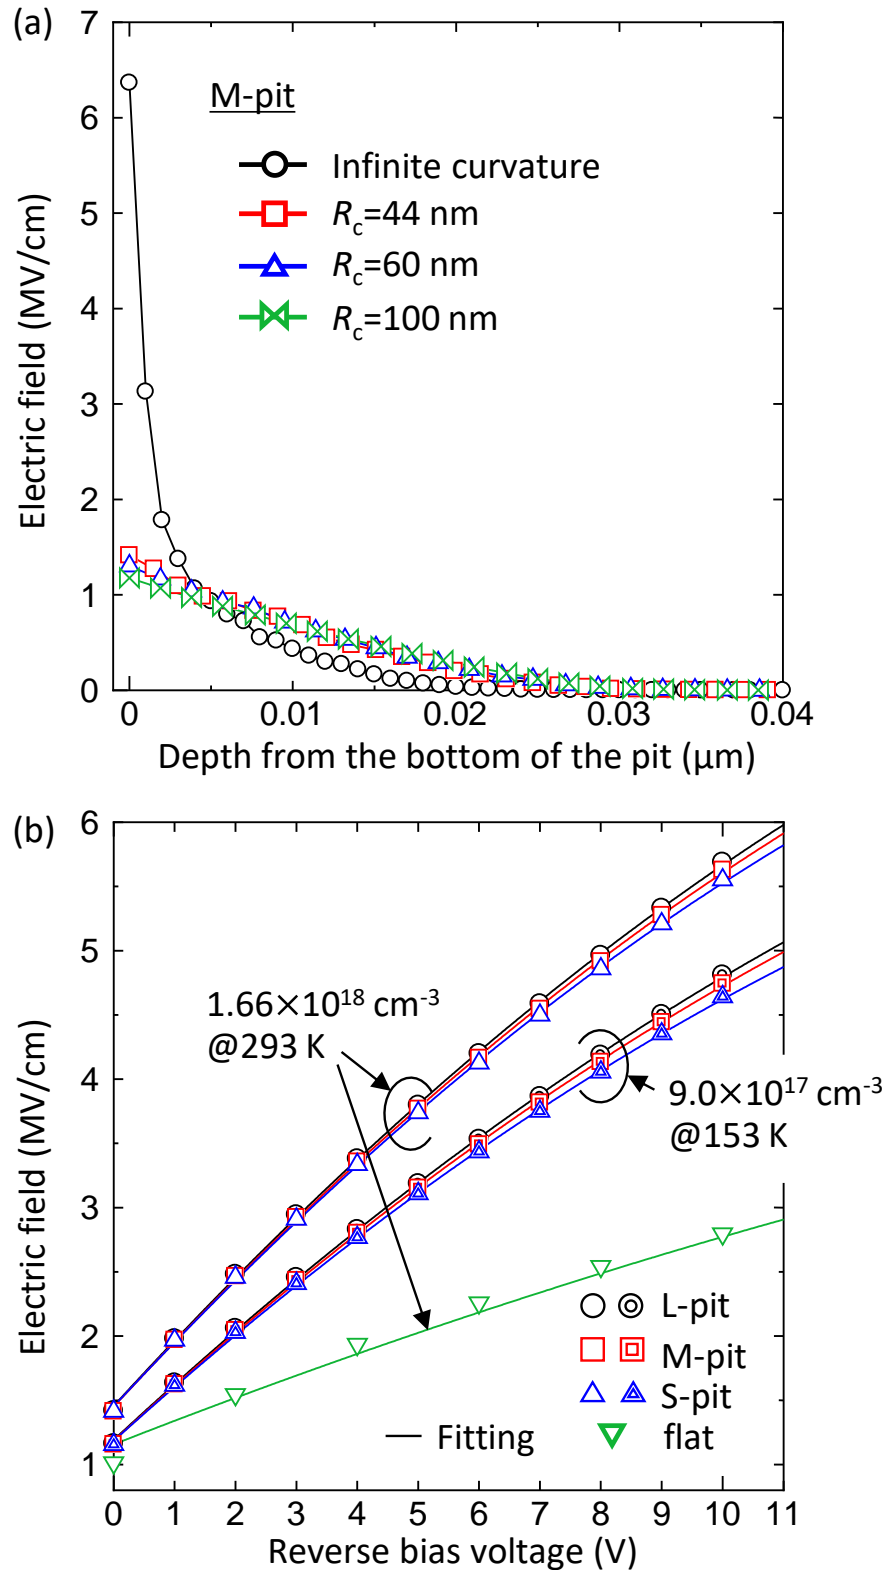 (a)
7
6
5
4
3
2
1
0
Electric field (MV/cm)
M-pit
Infinite curvature
Rc=44 nm
Rc=60 nm
Rc=100 nm
0 0.01 0.02 0.03 0.04
Depth from the bottom of the pit (μm)
(b)
6
5
4
3
2
1
Electric field (MV/cm)
1.66×10¹⁸ cm⁻³
@293 K
9.0×10¹⁷ cm⁻³
@153 K
L-pit
M-pit
S-pit
Fitting
flat
0 1 2 3 4 5 6 7 8 9 10 11
Reverse bias voltage (V)